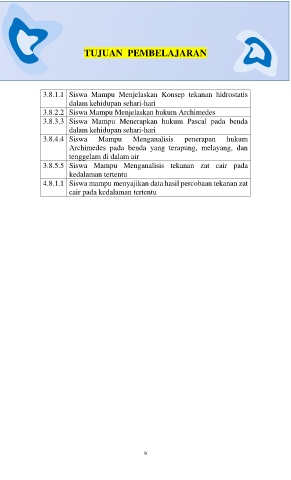 TUJUAN PEMBELAJARAN
3.8.1.1 Siswa Mampu Menjelaskan Konsep tekanan hidrostatis
dalam kehidupan sehari-hari
3.8.2.2 Siswa Mampu Menjelaskan hukum Archimedes
3.8.3.3 Siswa Mampu Menerapkan hukum Pascal pada benda
dalam kehidupan sehari-hari
3.8.4.4 Siswa Mampu Menganalisis penerapan hukum
Archimedes pada benda yang terapung, melayang, dan
tenggelam di dalam air
3.8.5.5 Siswa Mampu Menganalisis tekanan zat cair pada
kedalaman tertentu
4.8.1.1 Siswa mampu menyajikan data hasil percobaan tekanan zat
cair pada kedalaman tertentu
9